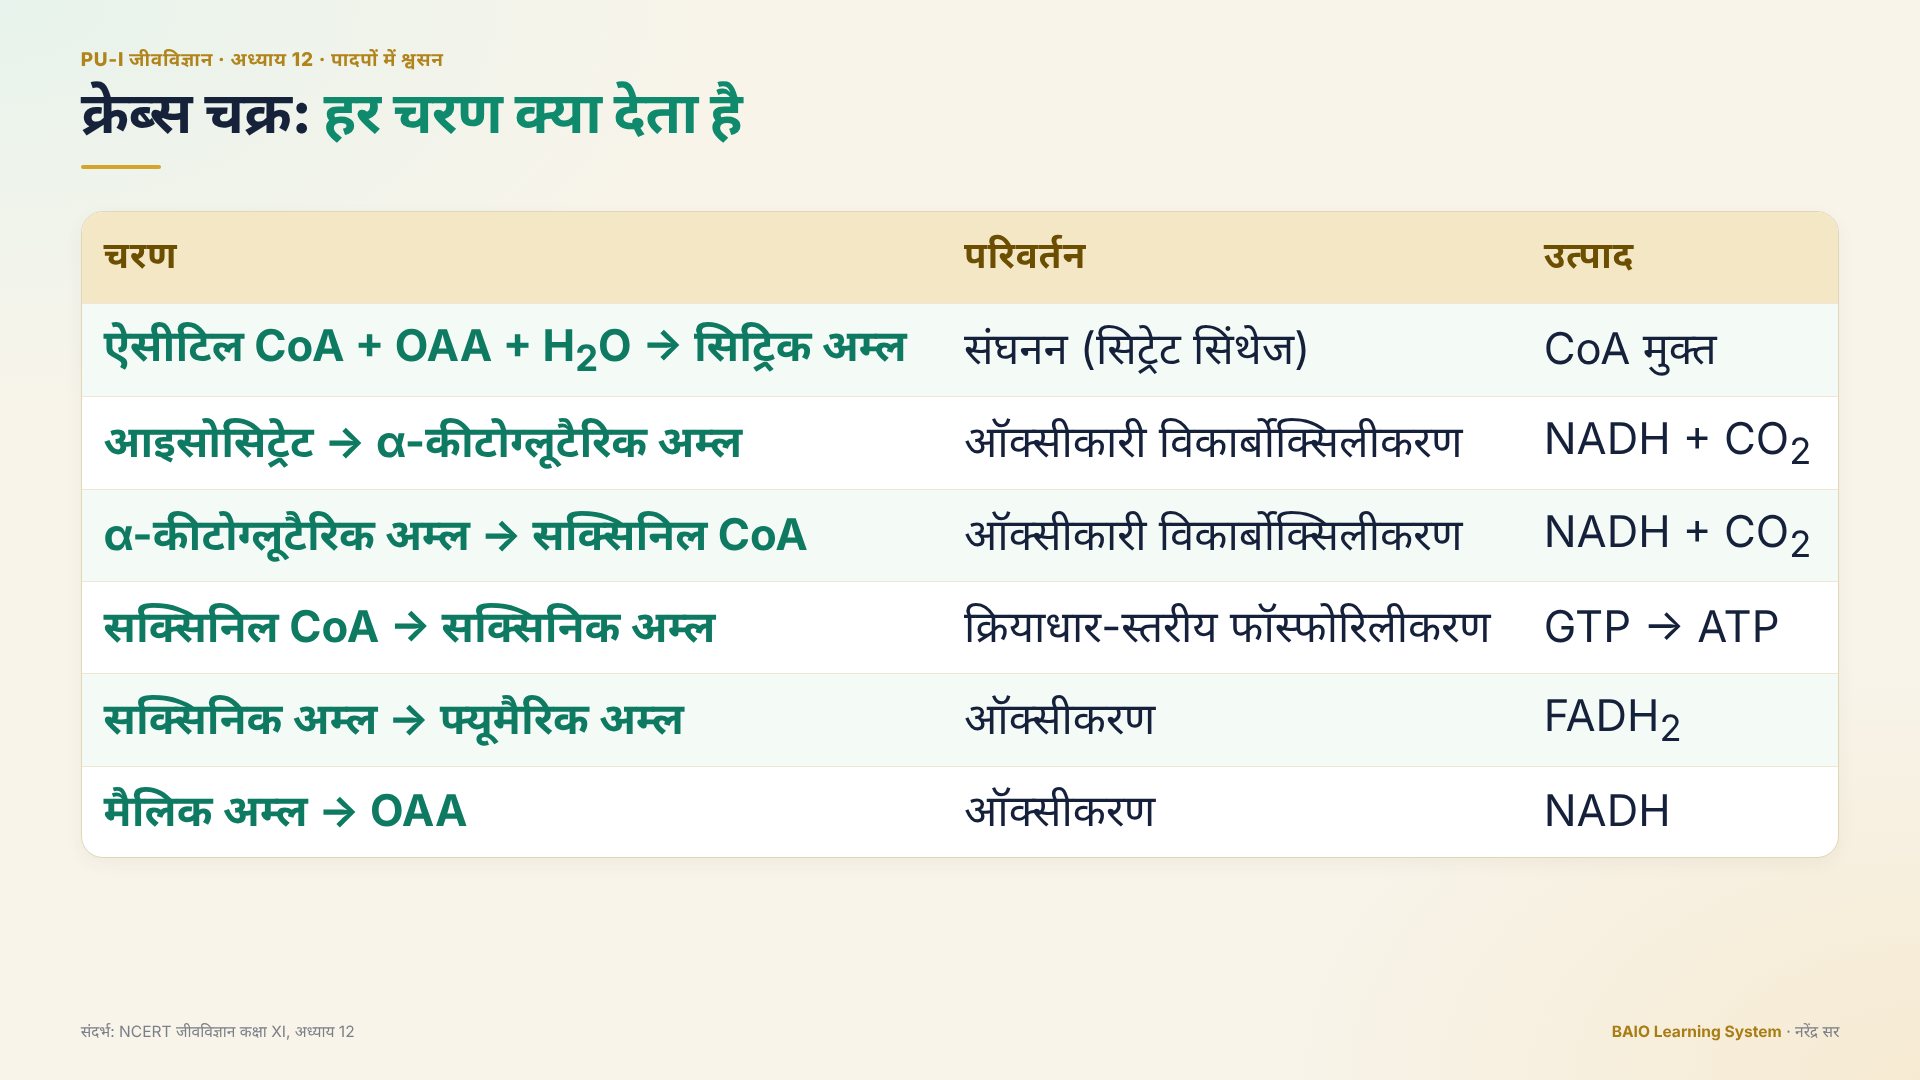 PU-I जीवविज्ञान · अध्याय 12 · पादपों में श्वसन
क्रेब्स चक्र: हर चरण क्या देता है
चरण परिवर्तन उत्पाद
ऐसीटिल CoA + OAA + H₂O → सिट्रिक अम्ल संघनन (सिट्रेट सिंथेज) CoA मुक्त
आइसोसिट्रेट → α-कीटोग्लूटैरिक अम्ल ऑक्सीकारी विकार्बोक्सिलीकरण NADH + CO₂
α-कीटोग्लूटैरिक अम्ल → सक्सिनिल CoA ऑक्सीकारी विकार्बोक्सिलीकरण NADH + CO₂
सक्सिनिल CoA → सक्सिनिक अम्ल क्रियाधार-स्तरीय फॉस्फोरिलीकरण GTP → ATP
सक्सिनिक अम्ल → फ्यूमैरिक अम्ल ऑक्सीकरण FADH₂
मैलिक अम्ल → OAA ऑक्सीकरण NADH
संदर्भ: NCERT जीवविज्ञान कक्षा XI, अध्याय 12 BAIO Learning System · नरेंद्र सर